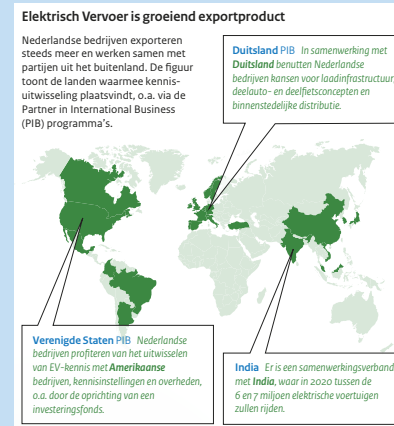 Elektrisch Vervoer is groeiend exportproduct
Nederlandse bedrijven exporteren
steeds meer en werken samen met
partijen uit het buitenland. De figuur
toont de landen waarmee kennis-
uitwisseling plaatsvindt, o.a. via de
Partner in International Business
(PIB) programma's.
Duitsland PIB In samenwerking met
Duitsland benutten Nederlandse
bedrijven kansen voor laadinfrastructuur,
deelauto- en deelfietsconcepten en
binnenstedelijke distributie.
Verenigde Staten PIB Nederlandse
bedrijven profiteren van het uitwisselen
van EV-kennis met Amerikaanse
bedrijven, kennisinstellingen en overheden,
o.a. door de oprichting van een
investeringsfonds.
India Er is een samenwerkingsverband
met India, waar in 2020 tussen de
6 en 7 miljoen elektrische voertuigen
zullen rijden.